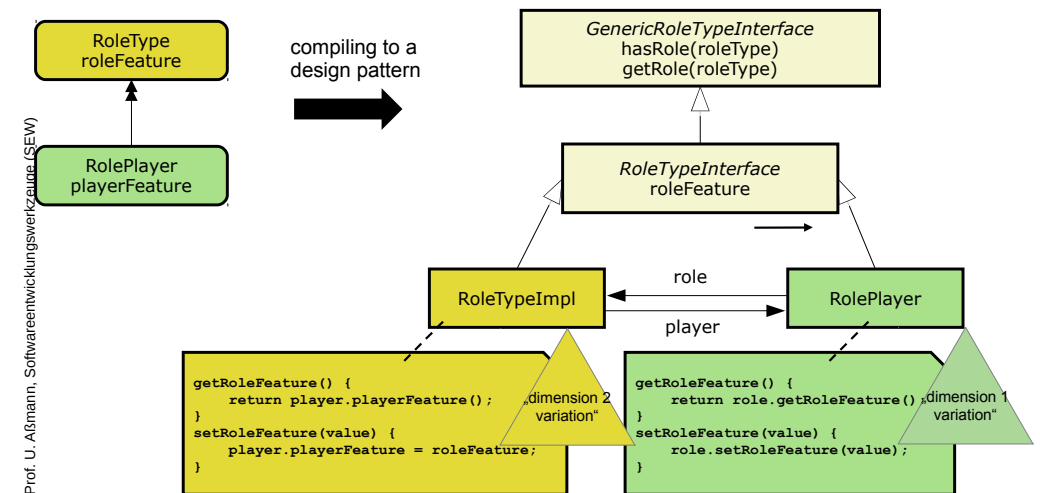 RoleType
roleFeature
RolePlayer
playerFeature
compiling to a
design pattern
GenericRoleTypeInterface
hasRole(roleType)
getRole(roleType)
RoleTypeInterface
roleFeature
RoleTypeImpl
role
player
RolePlayer
getRoleFeature() {
return player.playerFeature();
}
setRoleFeature(value) {
player.playerFeature = roleFeature;
}
„dimension 2
variation“
getRoleFeature() {
return role.getRoleFeature()
}
setRoleFeature(value) {
role.setRoleFeature(value);
}
„dimension 1
variation“
Prof. U. Aßmann, Softwareentwicklungswerkzeuge (SEW)